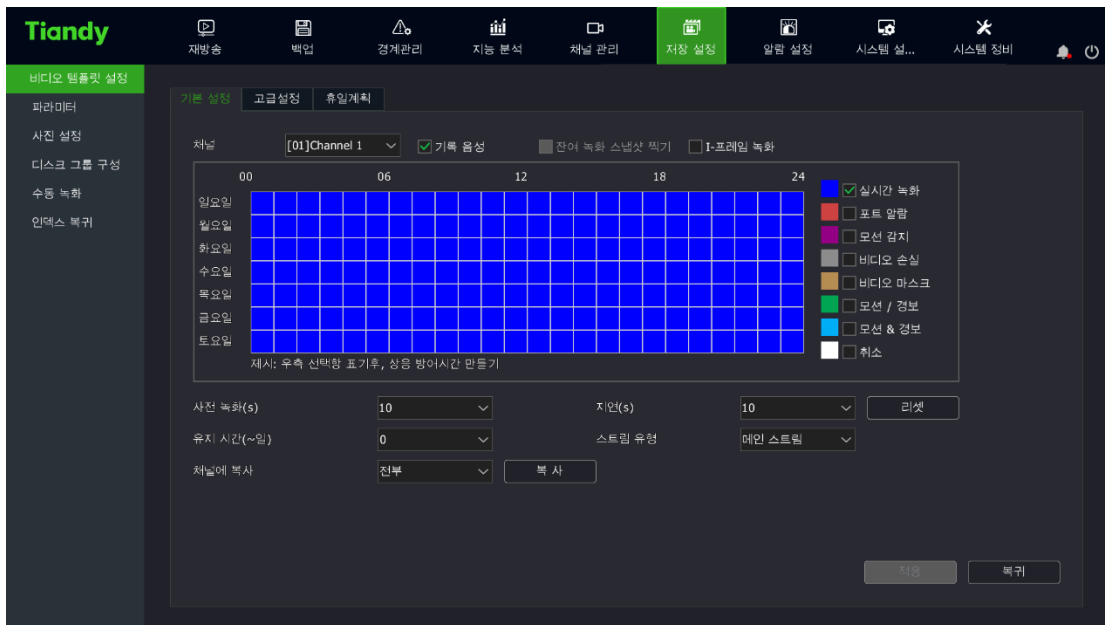 Tiandy
재방송 백업 경계관리 지능 분석 채널 관리 저장 설정 알람 설정 시스템 설... 시스템 정비
비디오 템플릿 설정
파라미터
사진 설정
디스크 그룹 구성
수동 녹화
인덱스 복귀
기본 설정 고급설정 휴일계획
채널 [01]Channel 1 기록 음성 잔여 녹화 스냅샷 찍기 I-프레임 녹화
00 06 12 18 24
일요일
월요일
화요일
수요일
목요일
금요일
토요일
실시간 녹화
포트 알람
모션 감지
비디오 손실
비디오 마스크
모션 / 경보
모션 & 경보
취소
제시: 우측 선택항 표기후, 상응 방어시간 만들기
사전 녹화(s) 10 지연(s) 10 리셋
유지 시간(~일) 0 스트림 유형 메인 스트림
채널에 복사 전부 복 사
적용 복귀